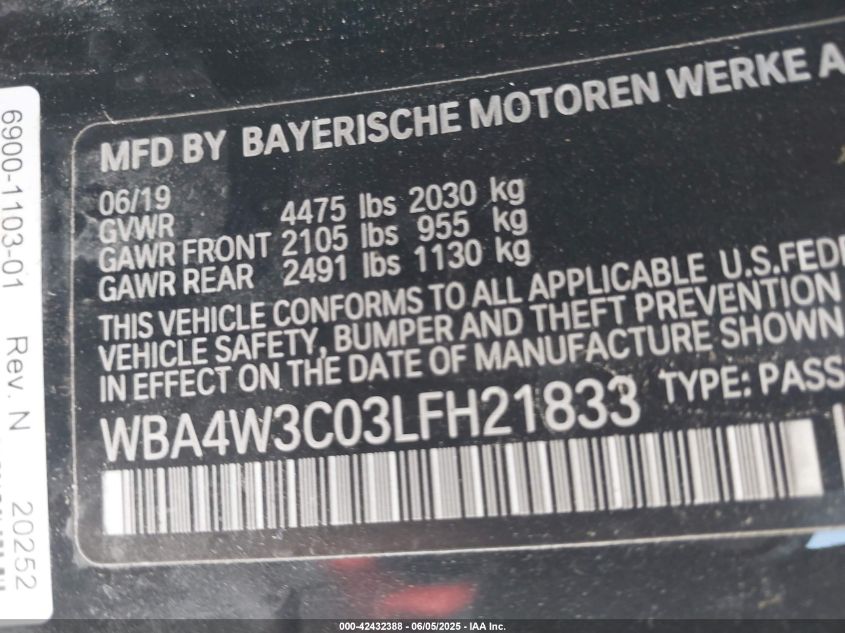 MFD BY BAYERISCHE MOTOREN WERKE A
06/19
GVWR 4475 lbs 2030 kg
GAWR FRONT 2105 lbs 955 kg
GAWR REAR 2491 lbs 1130 kg
THIS VEHICLE CONFORMS TO ALL APPLICABLE U.S.FEDE
VEHICLE SAFETY, BUMPER AND THEFT PREVENTION
IN EFFECT ON THE DATE OF MANUFACTURE SHOWN
WBA4W3C03LFH21833 TYPE: PASS
6900-1103-01 Rev. N 20252
000-42432388 - 06/05/2025 - IAA Inc.